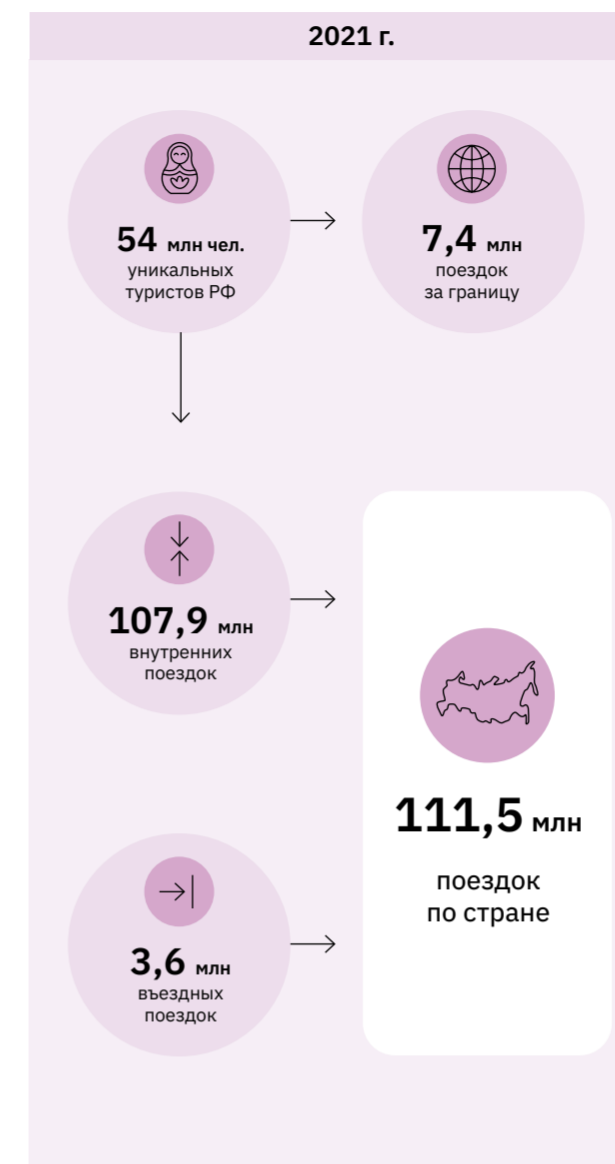 2021 г.
54 млн чел.
уникальных
туристов РФ
7,4 млн
поездок
за границу
107,9 млн
внутренних
поездок
111,5 млн
поездок
по стране
3,6 млн
въездных
поездок